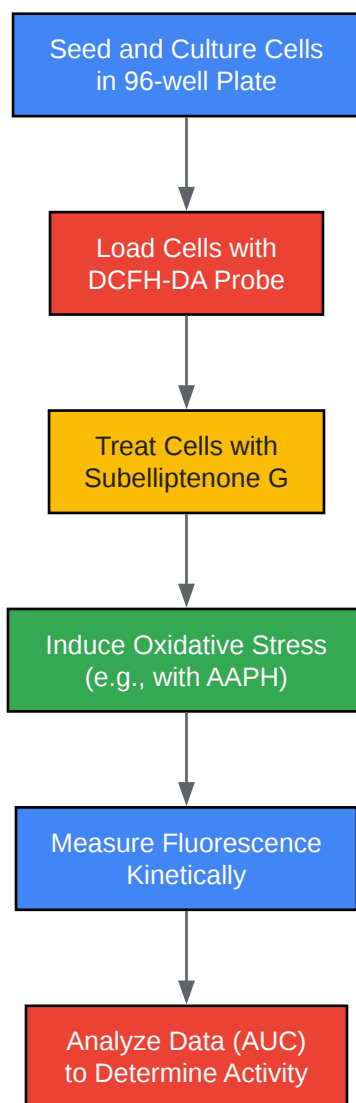 Seed and Culture Cells
in 96-well Plate
Load Cells with
DCFH-DA Probe
Treat Cells with
Subelliptenone G
Induce Oxidative Stress
(e.g., with AAPH)
Measure Fluorescence
Kinetically
Analyze Data (AUC)
to Determine Activity